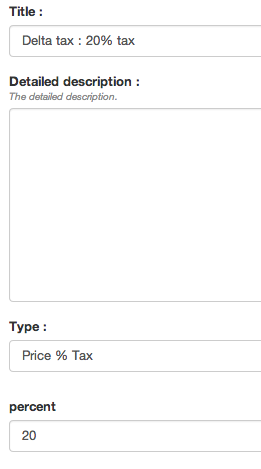 Title :
Delta tax : 20% tax
Detailed description :
The detailed description.
Type :
Price % Tax
percent
20